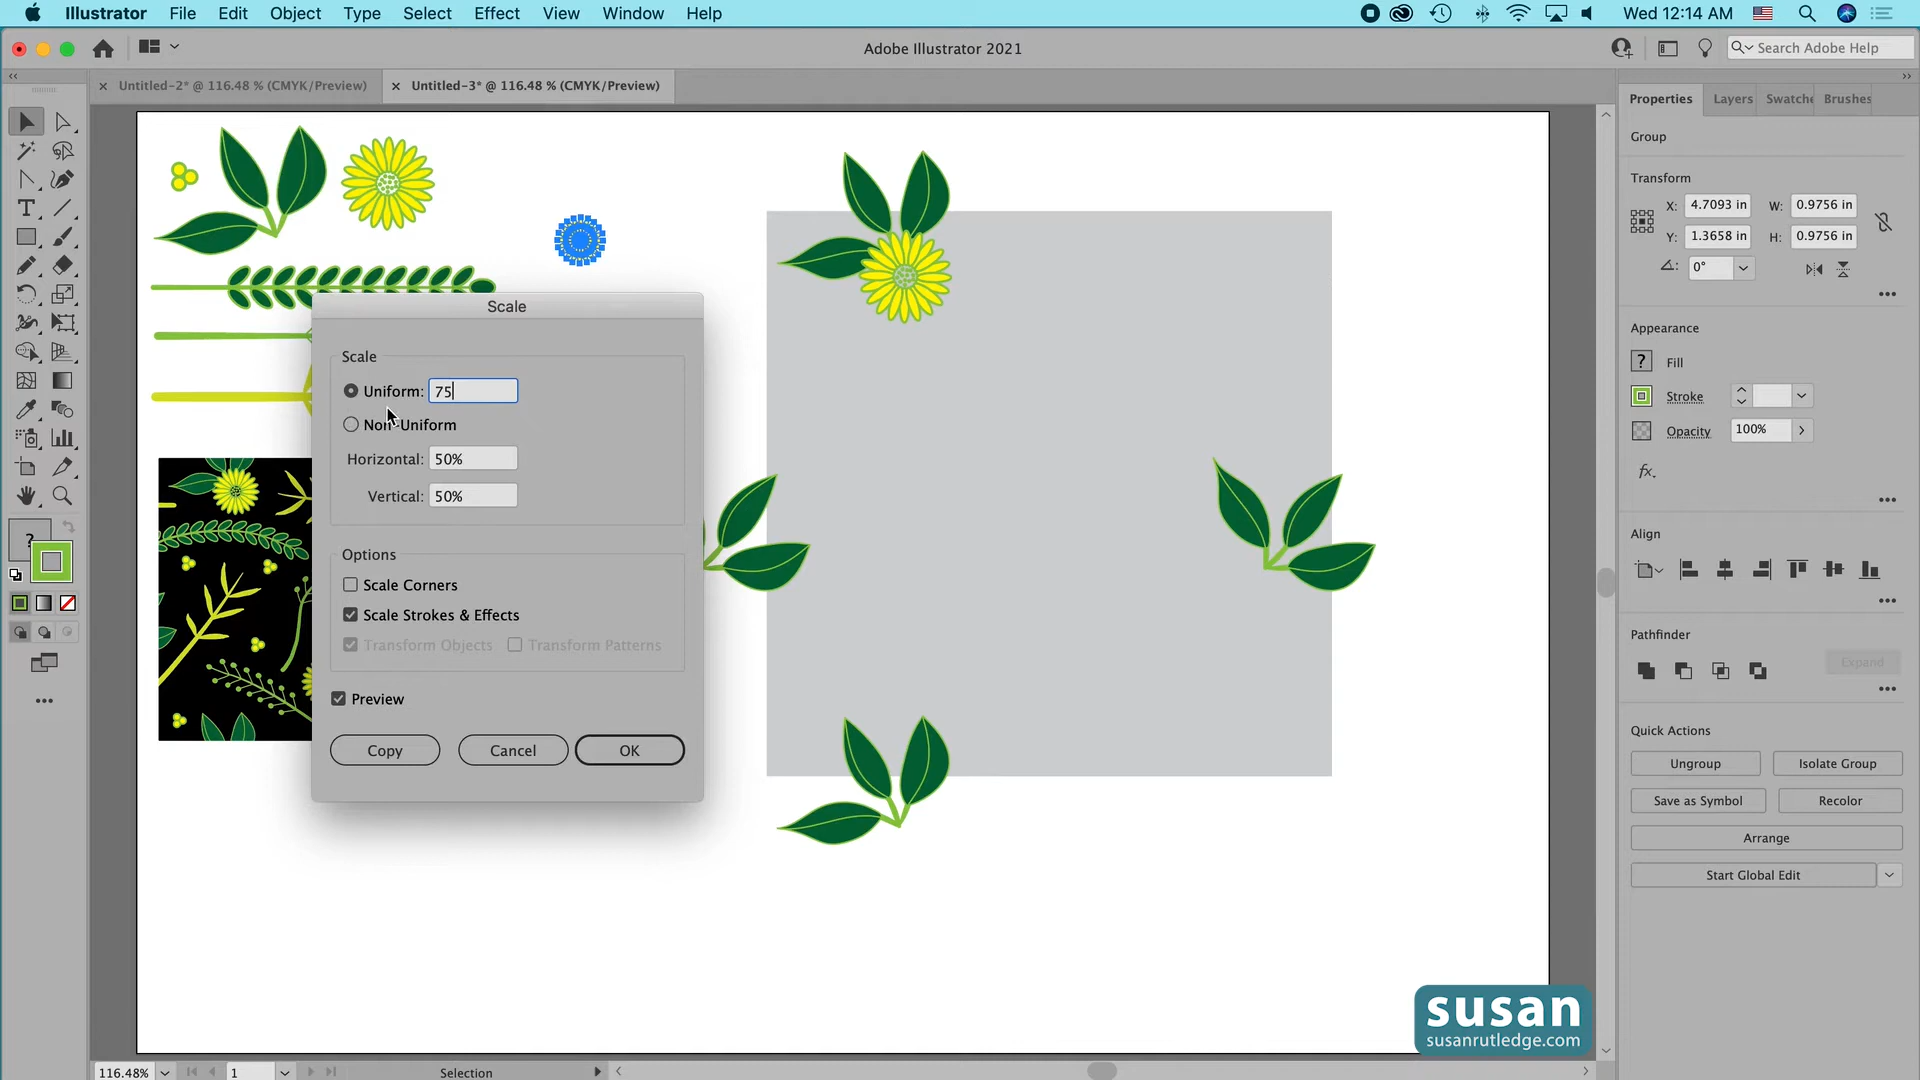 Illustrator File Edit Object Type Select Effect View Window Help Wed 12:14 AM
Adobe Illustrator 2021
Search Adobe Help
Untitled-2* @ 116.48 % (CMYK/Preview)
Untitled-3* @ 116.48 % (CMYK/Preview)
Properties Layers Swatche Brushes
Group
Transform
X: 4.7093 in W: 0.9756 in
Y: 1.3658 in H: 0.9756 in
0°
Appearance
? Fill
Stroke
Opacity 100%
fx.
Align
Pathfinder
Expand
Quick Actions
Ungroup Isolate Group
Save as Symbol Recolor
Arrange
Start Global Edit
Scale
Scale
Uniform: 75
Non-Uniform
Horizontal: 50%
Vertical: 50%
Options
Scale Corners
Scale Strokes & Effects
Transform Objects Transform Patterns
Preview
Copy Cancel OK
?
susan
susanrutledge.com
116.48% 1 Selection